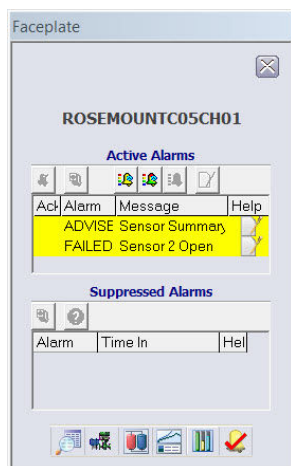 Faceplate
ROSEMOUNTC05CH01
Active Alarms
Ack Alarm Message Help
ADVISE Sensor Summary
FAILED Sensor 2 Open
Suppressed Alarms
Alarm Time In Hel